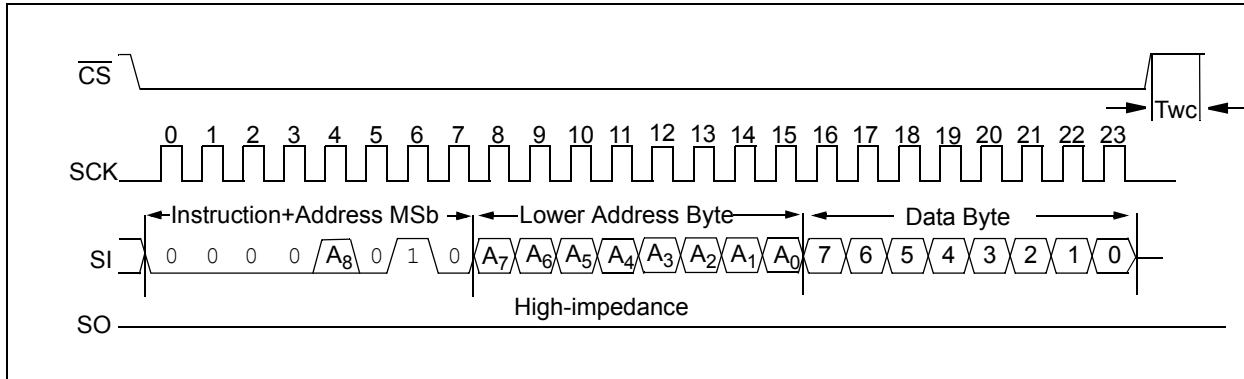 CS
Twc
0 1 2 3 4 5 6 7 8 9 10 11 12 13 14 15 16 17 18 19 20 21 22 23
SCK
Instruction+Address MSb Lower Address Byte Data Byte
SI 0 0 0 0 A8 0 1 0 A7 A6 A5 A4 A3 A2 A1 A0 7 6 5 4 3 2 1 0
High-impedance
SO